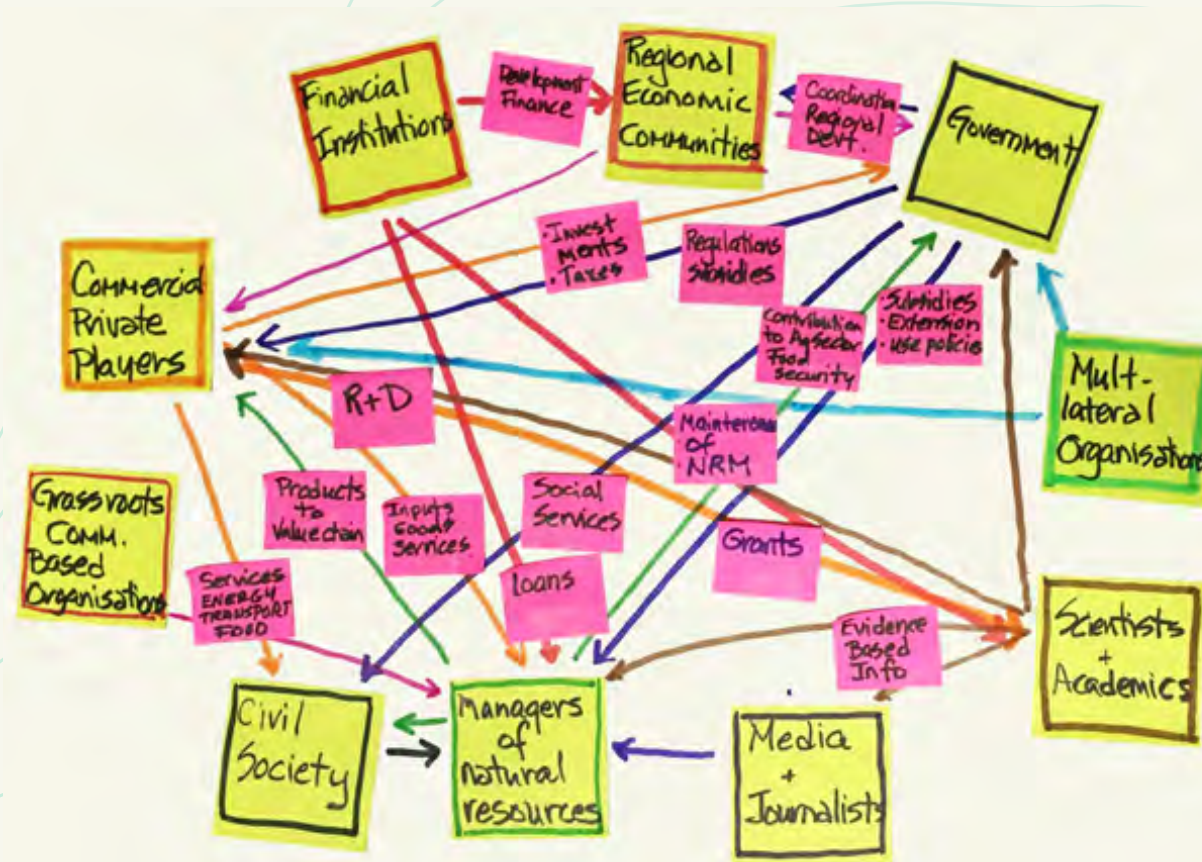 Financial
Institutions
Development
Finance
Regional
Economic
Communities
Coordination
Regional
Devt.
Government
• Invest
ments
• Taxes
Regulations
subsidies
Commercial
Private
Players
Contribution
to Ag sector
Food
security
• Subsidies
• Extension
• use policies
Mult-
lateral
Organisations
R+D
Maintenance
of
NRM
Grassroots
Comm.
Based
Organisations
Products
to
Value chain
Inputs
Goods
Services
Social
Services
Grants
Services
ENERGY
TRANSPORT
FOOD
loans
Evidence
Based
Info
Scientists
+
Academics
Civil
Society
Managers
of
natural
resources
Media
+
Journalists